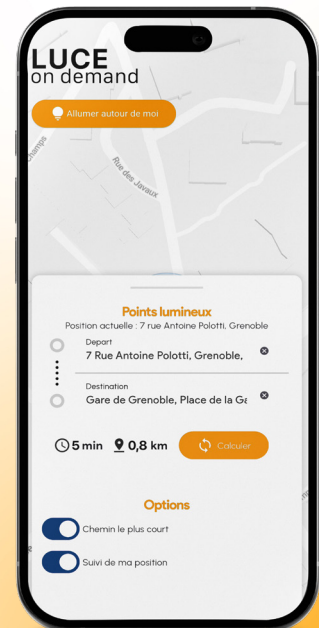 LUCE
on demand
Allumer autour de moi
Champs
Rue des Javaux
Points lumineux
Position actuelle : 7 rue Antoine Polotti, Grenoble
Depart
7 Rue Antoine Polotti, Grenoble,
Destination
Gare de Grenoble, Place de la Ga
5 min
0,8 km
Calculer
Options
Chemin le plus court
Suivi de ma position